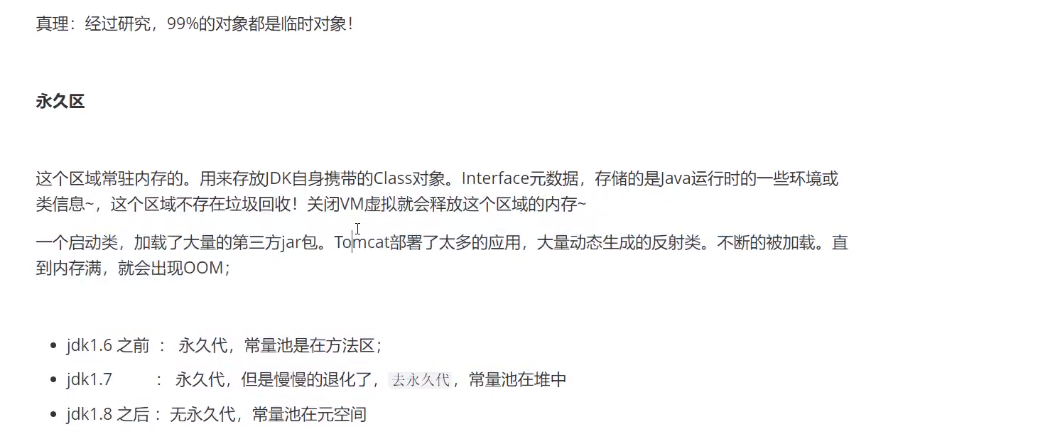 真理：经过研究，99%的对象都是临时对象！
永久区
这个区域常驻内存的。用来存放JDK自身携带的Class对象。Interface元数据，存储的是Java运行时的一些环境或
类信息~，这个区域不存在垃圾回收！关闭VM虚拟就会释放这个区域的内存~
一个启动类，加载了大量的第三方jar包。Tomcat部署了太多的应用，大量动态生成的反射类。不断的被加载。直
到内存满，就会出现OOM；
• jdk1.6 之前 ： 永久代，常量池是在方法区；
• jdk1.7 ： 永久代，但是慢慢的退化了，去永久代，常量池在堆中
• jdk1.8 之后 ：无永久代，常量池在元空间